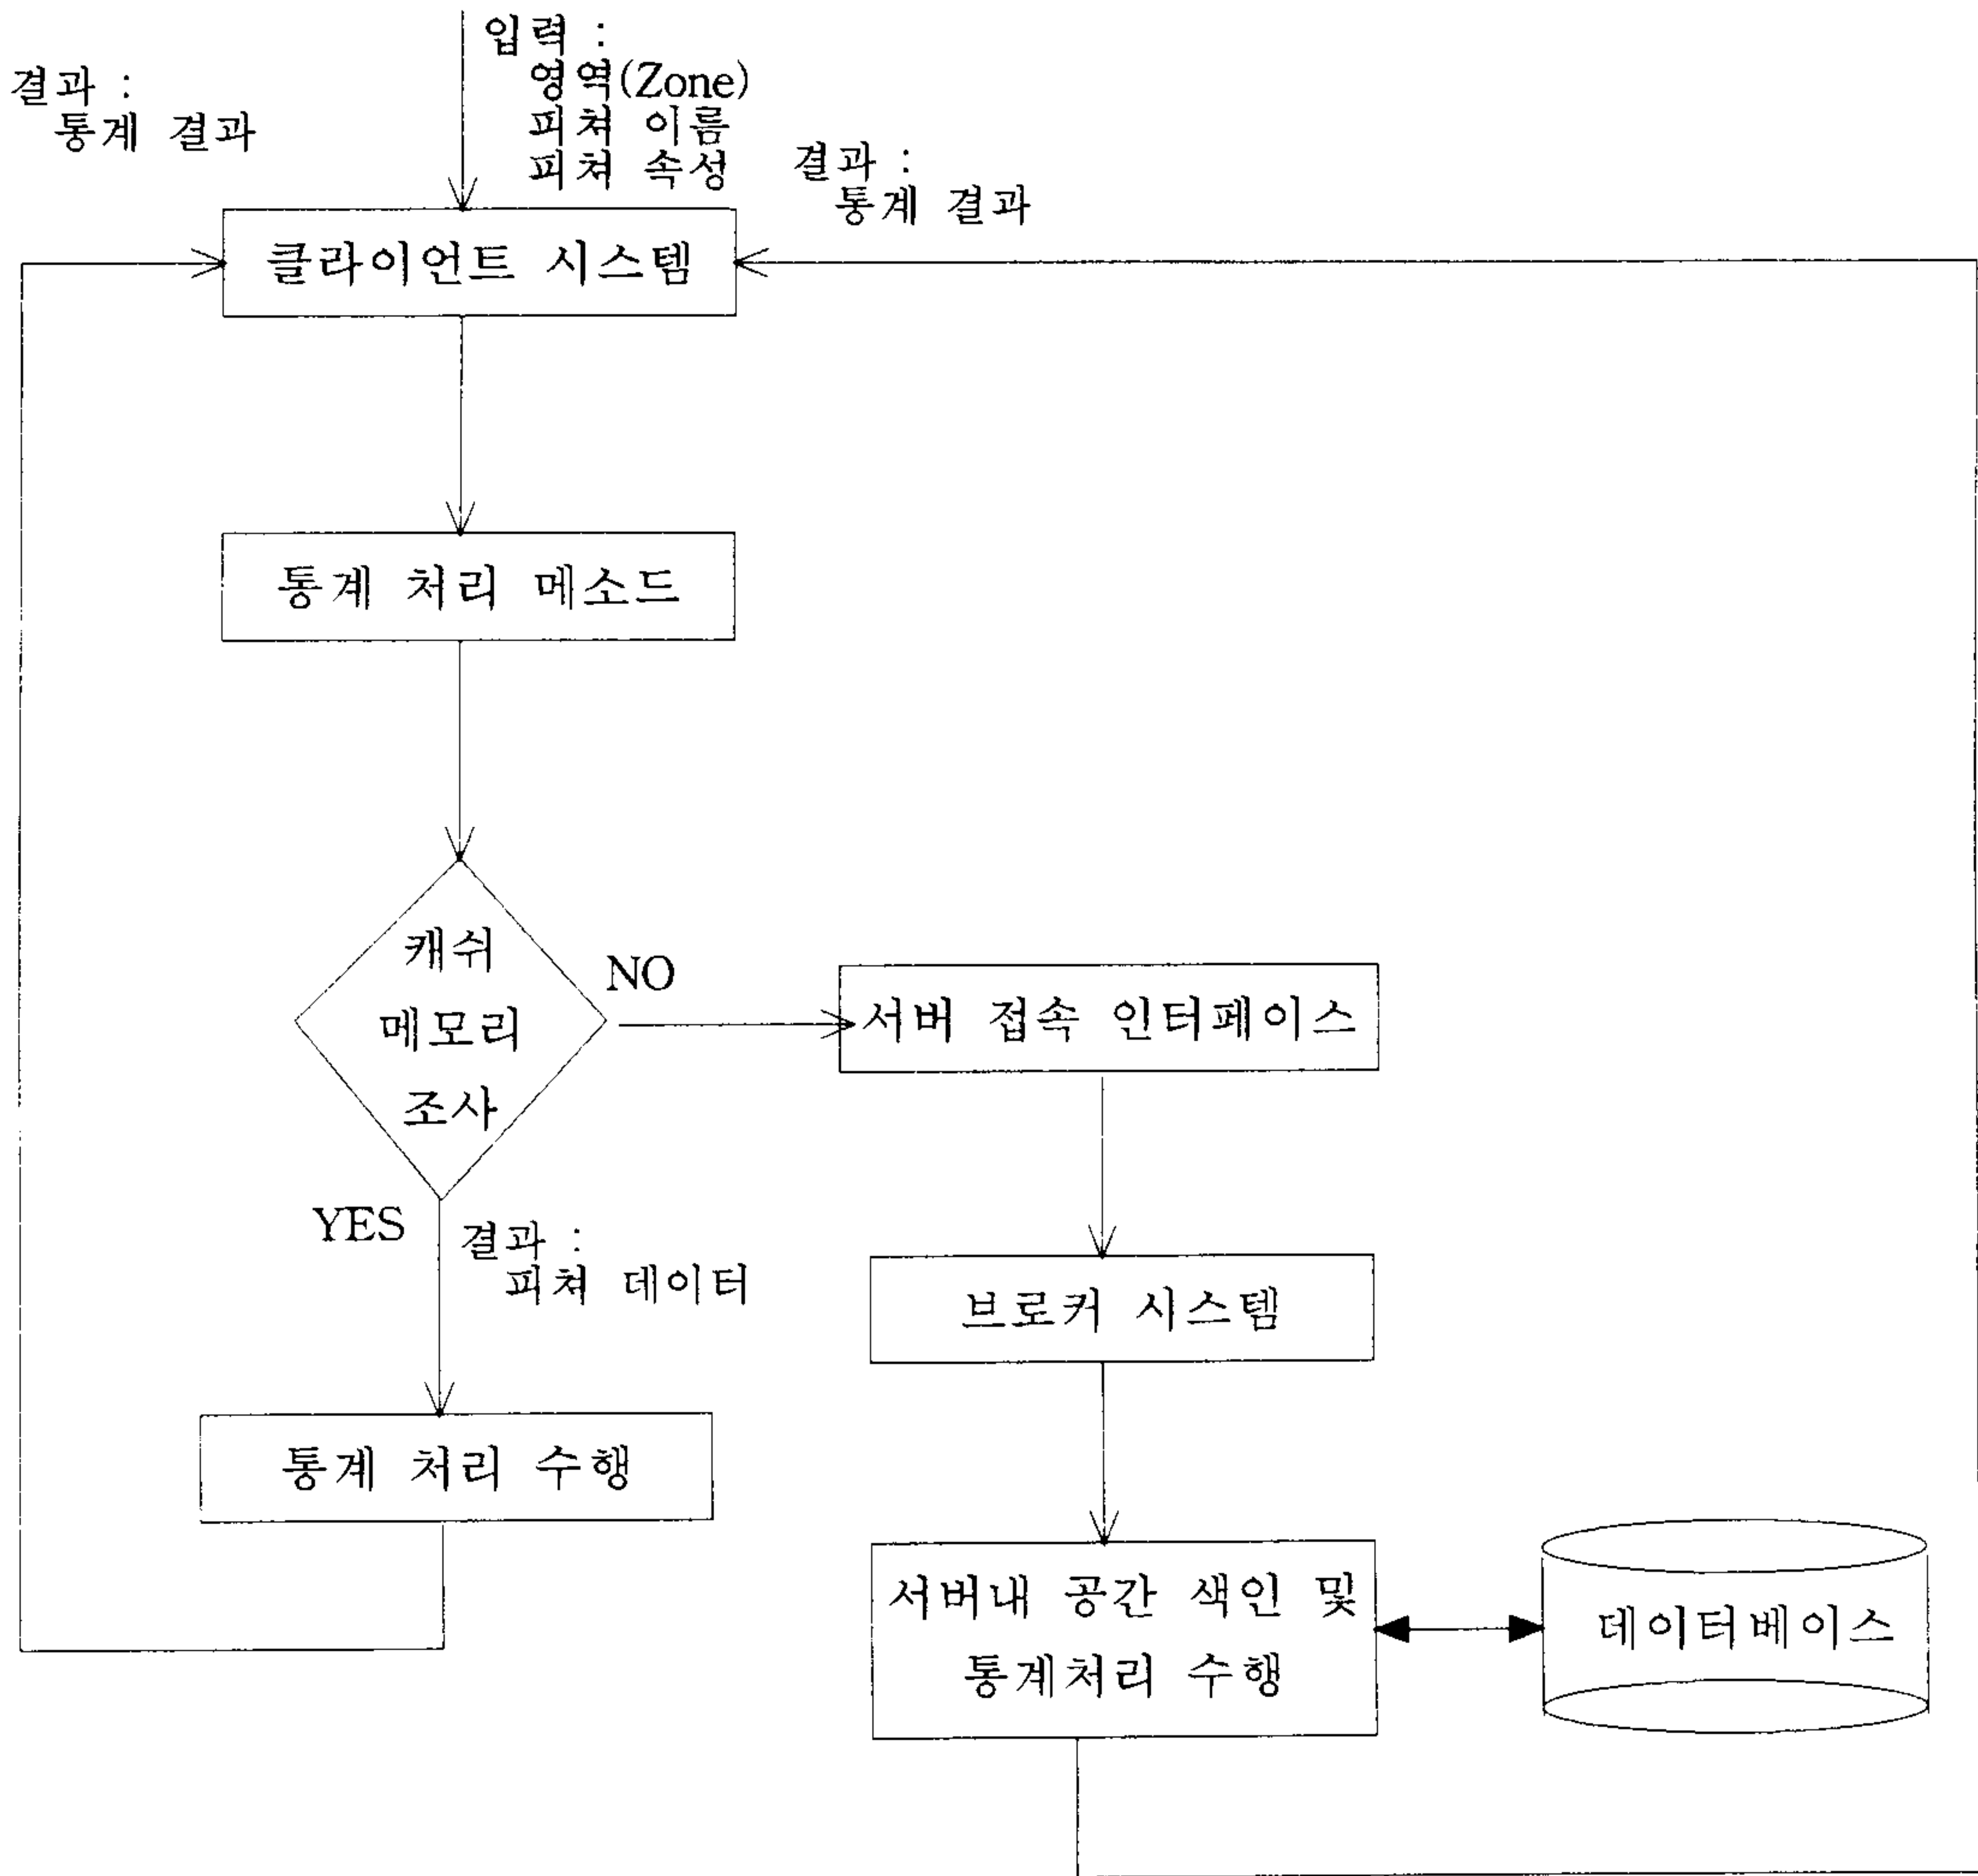 입력 :
영역(Zone)
피쳐 이름
피쳐 속성
결과 :
통계 결과
결과 :
통계 결과
클라이언트 시스템
통계 처리 메소드
캐쉬
메모리
조사
NO
서버 접속 인터페이스
YES
결과 :
피쳐 데이터
브로커 시스템
통계 처리 수행
서버내 공간 색인 및
통계처리 수행
데이터베이스